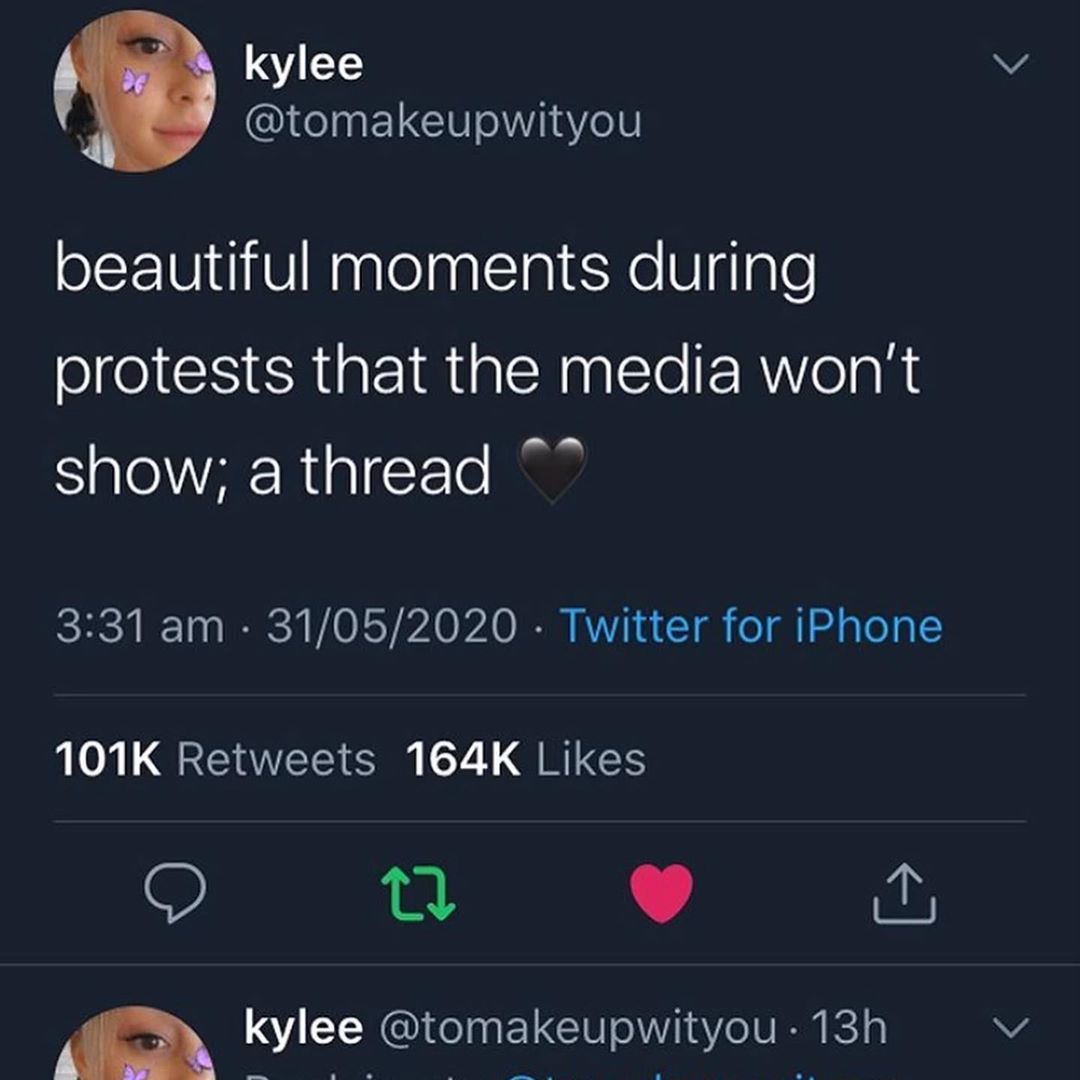 kylee
@tomakeupwityou
beautiful moments during
protests that the media won’t
show; a thread 🖤
3:31 am · 31/05/2020 · Twitter for iPhone
101K Retweets 164K Likes
kylee @tomakeupwityou · 13h